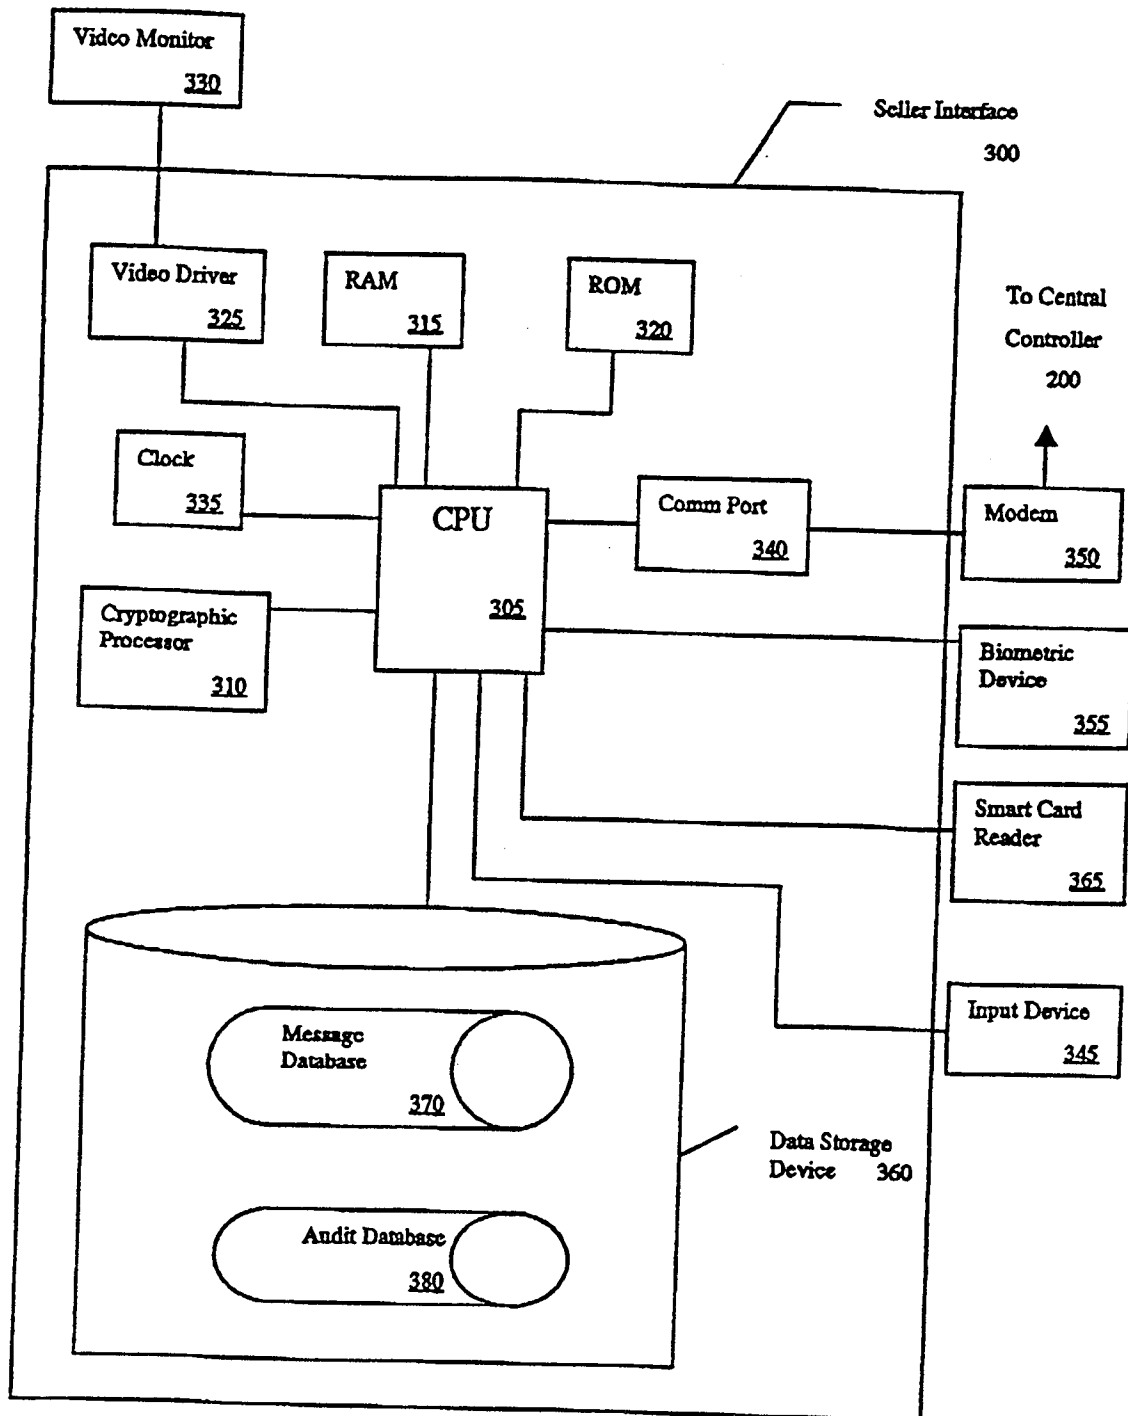 Video Monitor
330
Seller Interface
300
Video Driver
325
RAM
315
ROM
320
To Central
Controller
200
Clock
335
CPU
305
Comm Port
340
Modem
350
Cryptographic
Processor
310
Biometric
Device
355
Smart Card
Reader
365
Input Device
345
Message
Database
370
Data Storage
Device 360
Audit Database
380